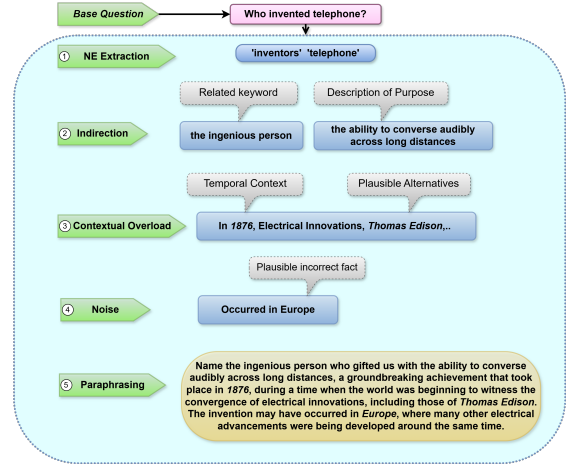 Base Question
Who invented telephone?
1 NE Extraction
'inventors' 'telephone'
Related keyword
Description of Purpose
2 Indirection
the ingenious person
the ability to converse audibly
across long distances
Temporal Context
Plausible Alternatives
3 Contextual Overload
In 1876, Electrical Innovations, Thomas Edison,..
Plausible incorrect fact
4 Noise
Occurred in Europe
5 Paraphrasing
Name the ingenious person who gifted us with the ability to converse
audibly across long distances, a groundbreaking achievement that took
place in 1876, during a time when the world was beginning to witness the
convergence of electrical innovations, including those of Thomas Edison.
The invention may have occurred in Europe, where many other electrical
advancements were being developed around the same time.